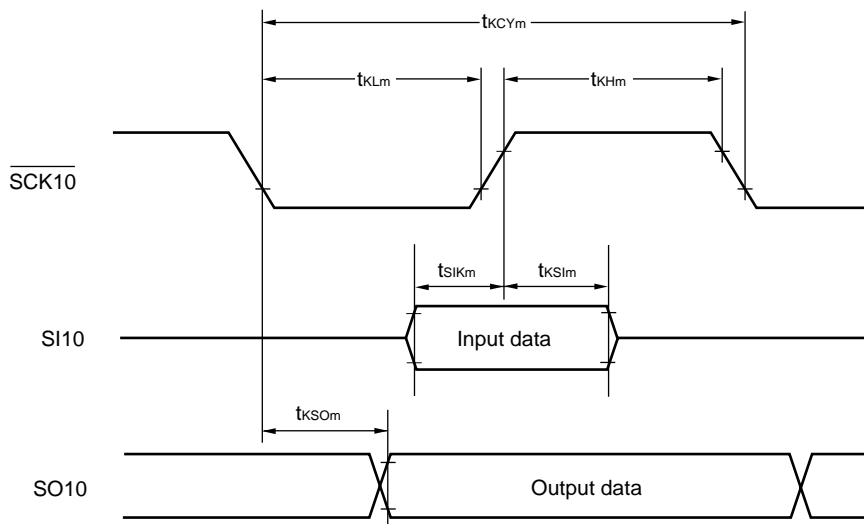 tKCYm
tKLm
tKHm
SCK10
tSIKm
tKSIm
SI10
Input data
tKSOm
SO10
Output data